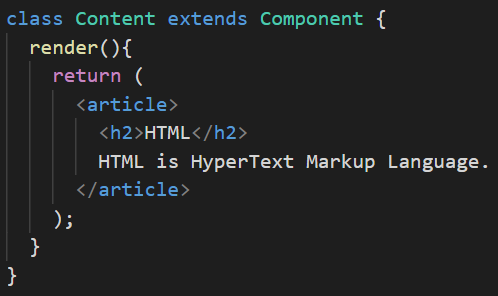 class Content extends Component {
  render(){
    return (
      <article>
        <h2>HTML</h2>
        HTML is HyperText Markup Language.
      </article>
    );
  }
}